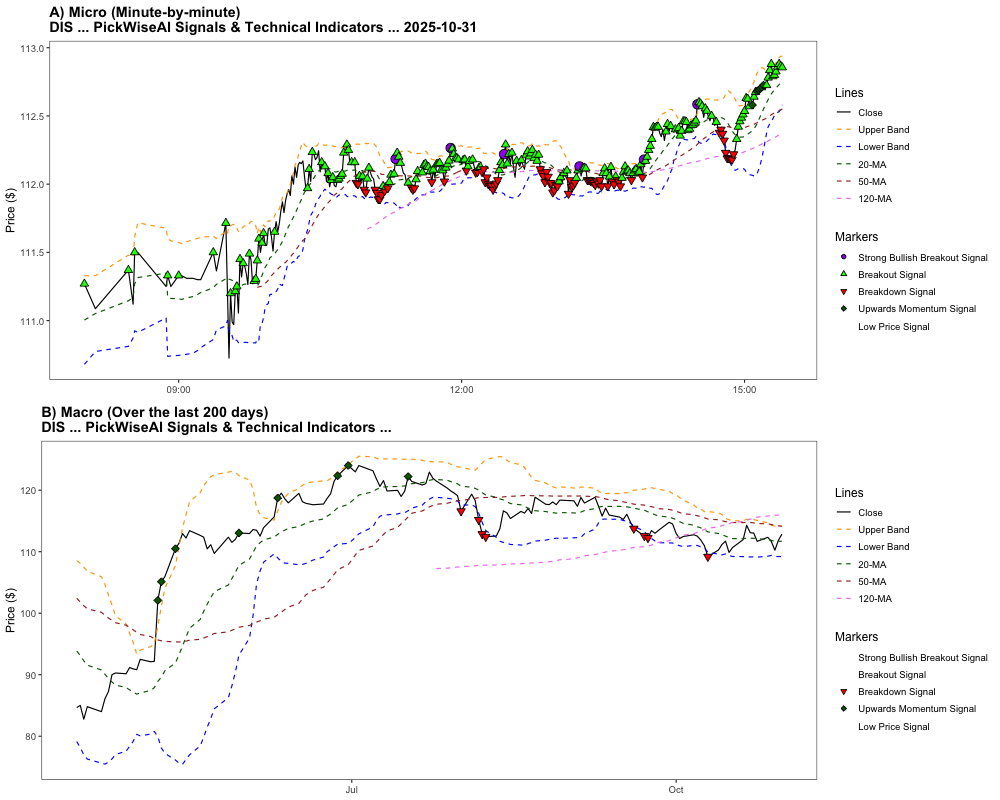 A) Micro (Minute-by-minute)
DIS ... PickWiseAI Signals & Technical Indicators ... 2025-10-31
Price ($)
113.0
112.5
112.0
111.5
111.0
09:00
12:00
15:00
Lines
Close
Upper Band
Lower Band
20-MA
50-MA
120-MA
Markers
Strong Bullish Breakout Signal
Breakout Signal
Breakdown Signal
Upwards Momentum Signal
Low Price Signal
B) Macro (Over the last 200 days)
DIS ... PickWiseAI Signals & Technical Indicators ...
Price ($)
120
110
100
90
80
Jul
Oct
Lines
Close
Upper Band
Lower Band
20-MA
50-MA
120-MA
Markers
Strong Bullish Breakout Signal
Breakout Signal
Breakdown Signal
Upwards Momentum Signal
Low Price Signal